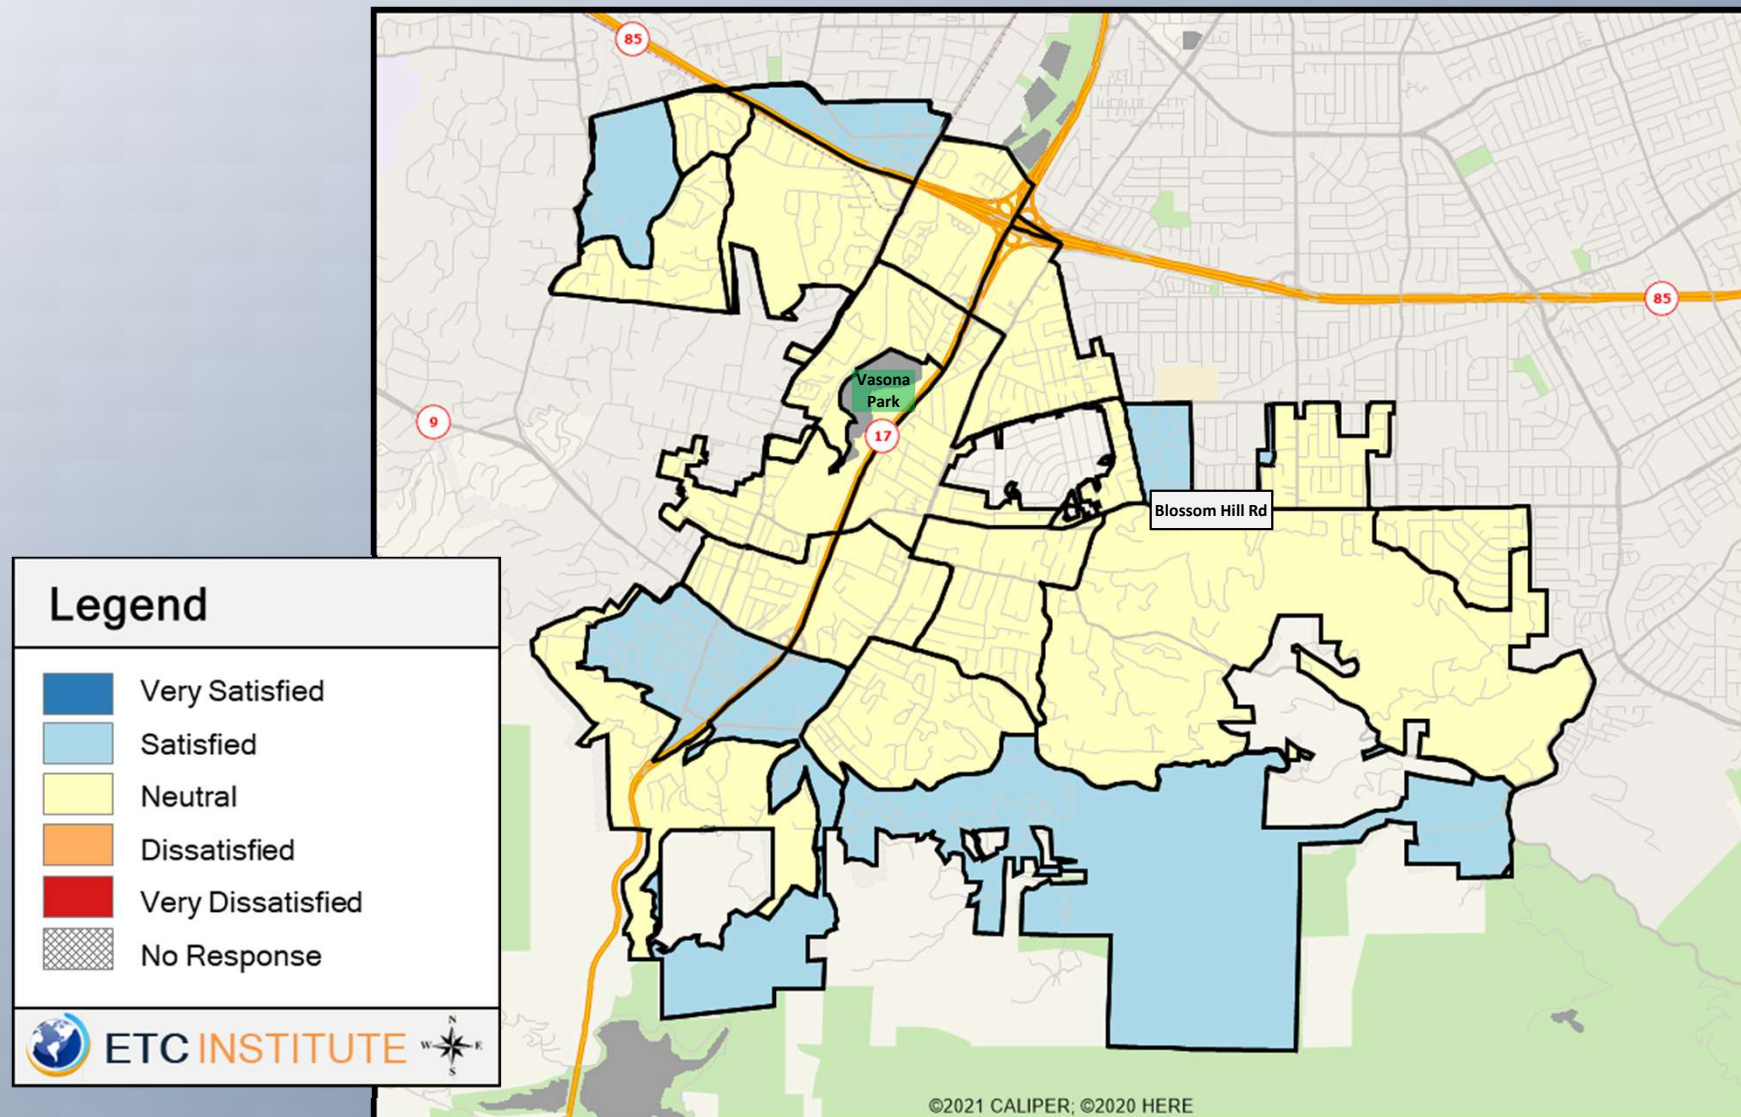 85
85
9
Vasona
Park
17
Blossom Hill Rd
Legend
Very Satisfied
Satisfied
Neutral
Dissatisfied
Very Dissatisfied
No Response
ETC INSTITUTE
N
W E
S
©2021 CALIPER; ©2020 HERE